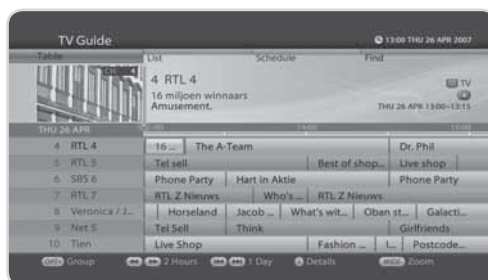 TV Guide
13:00 THU 26 APR 2007
Table List Schedule Find
4 RTL 4
TV
16 miljoen winnaars
Amusement.
THU 26 APR 13:00~13:15
THU 26 APR 14:00 15:00
4 RTL 4 16 ... The A-Team Dr. Phil
5 RTL 5 Tel sell Best of shop... Live shop
6 SBS 6 Phone Party Hart in Aktie Phone Party
7 RTL 7 RTL Z Nieuws Who's ... RTL Z Nieuws
8 Veronica / J... Horseland Jacob ... What's wit... Oban st... Galacti...
9 Net 5 Tel Sell Think Girlfriends
10 Tien Live Shop Fashion ... L... Postcode...
Group 2 Hours 1 Day Details Zoom